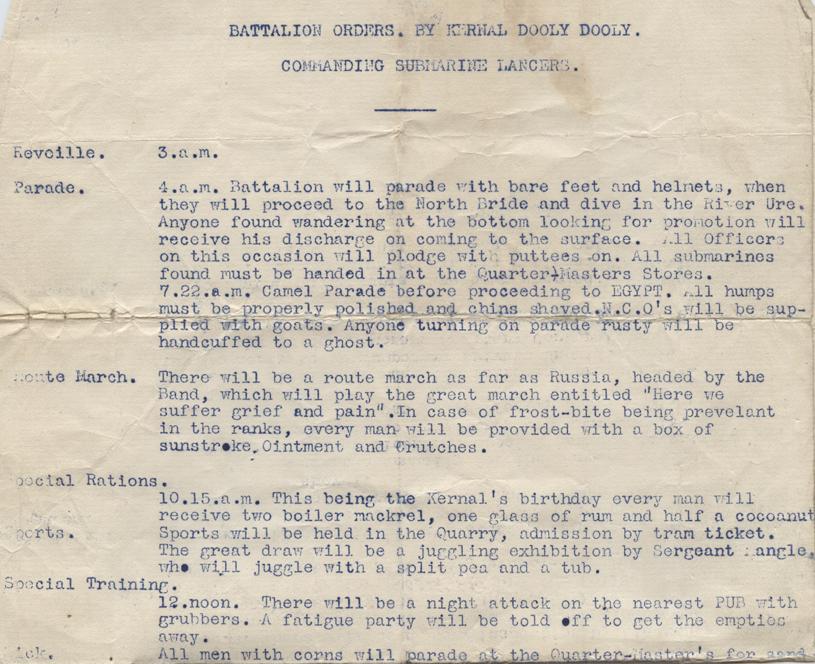 BATTALION ORDERS. BY KERNAL DOOLY DOOLY.
COMMANDING SUBMARINE LANCERS.
Reveille. 3.a.m.
Parade. 4.a.m. Battalion will parade with bare feet and helmets, when
they will proceed to the North Bride and dive in the River Ure.
Anyone found wandering at the bottom looking for promotion will
receive his discharge on coming to the surface. All Officers
on this occasion will plodge with puttees on. All submarines
found must be handed in at the Quarter-Masters Stores.
7.22.a.m. Camel Parade before proceeding to EGYPT. All humps
must be properly polished and chins shaved.N.C.O's will be sup-
plied with goats. Anyone turning on parade rusty will be
handcuffed to a ghost.
Route March. There will be a route march as far as Russia, headed by the
Band, which will play the great march entitled "Here we
suffer grief and pain".In case of frost-bite being prevelant
in the ranks, every man will be provided with a box of
sunstroke Ointment and Crutches.
Special Rations.
10.15.a.m. This being the Kernal's birthday every man will
receive two boiler mackrel, one glass of rum and half a cocoanut
Sports. Sports will be held in the Quarry, admission by tram ticket.
The great draw will be a juggling exhibition by Sergeant
who will juggle with a split pea and a tub.
Special Training.
12.noon. There will be a night attack on the nearest PUB with
grubbers. A fatigue party will be told off to get the empties
away.
All men with corns will parade at the Quarter-Master's for sand